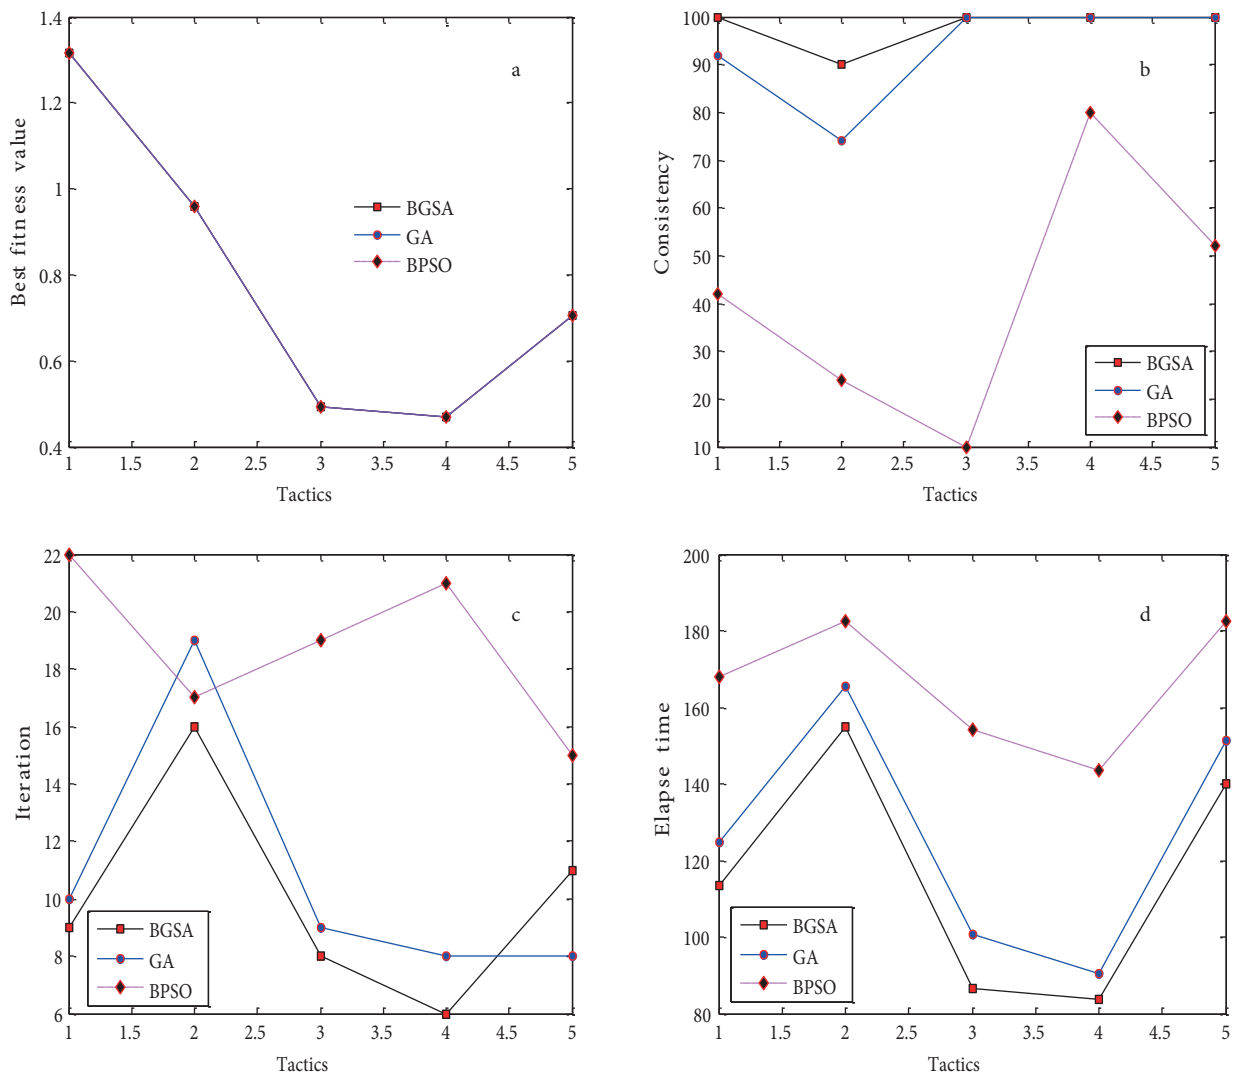 1.4
1.2
1
0.8
0.6
0.4
Best fitness value
a
BGSA
GA
BPSO
1 1.5 2 2.5 3 3.5 4 4.5 5
Tactics
100
90
80
70
60
50
40
30
20
10
Consistency
b
BGSA
GA
BPSO
1 1.5 2 2.5 3 3.5 4 4.5 5
Tactics
22
20
18
16
14
12
10
8
6
Iteration
c
BGSA
GA
BPSO
1 1.5 2 2.5 3 3.5 4 4.5 5
Tactics
200
180
160
140
120
100
80
Elapse time
d
BGSA
GA
BPSO
1 1.5 2 2.5 3 3.5 4 4.5 5
Tactics